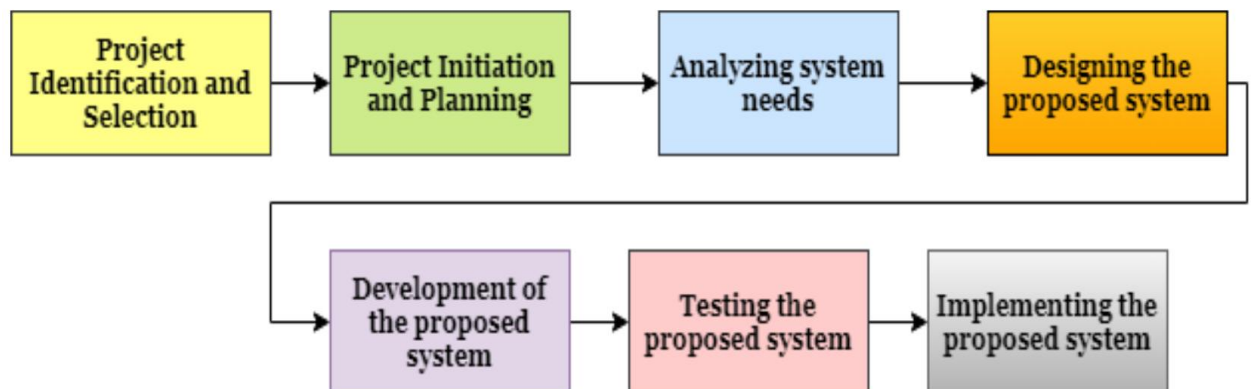 Project
Identification and
Selection
Project Initiation
and Planning
Analyzing system
needs
Designing the
proposed system
Development of
the proposed
system
Testing the
proposed system
Implementing the
proposed system